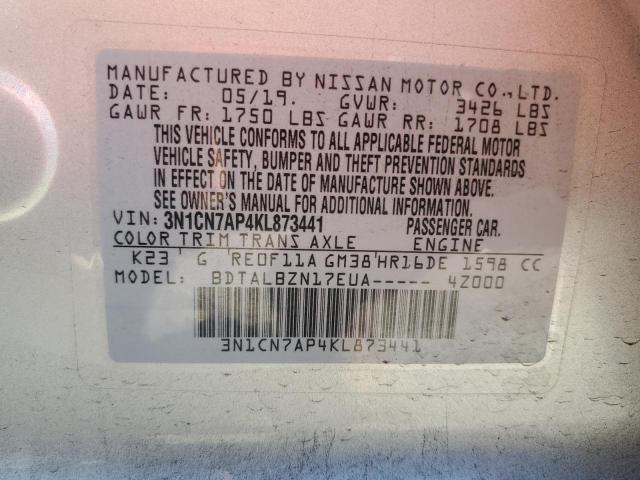 MANUFACTURED BY NISSAN MOTOR CO., LTD.
DATE: 05/19. GVWR: 3426 LBS
GAWR FR: 1750 LBS GAWR RR: 1708 LBS
THIS VEHICLE CONFORMS TO ALL APPLICABLE FEDERAL MOTOR
VEHICLE SAFETY, BUMPER AND THEFT PREVENTION STANDARDS
IN EFFECT ON THE DATE OF MANUFACTURE SHOWN ABOVE.
SEE OWNER'S MANUAL FOR ADDITIONAL INFORMATION.
VIN: 3N1CN7AP4KL873441 PASSENGER CAR.
COLOR TRIM TRANS AXLE ENGINE
K23 G RE0F11A GM38 HR16DE 1598 CC
MODEL: BDTALBZN17EUA----- 4Z000
3N1CN7AP4KL873441